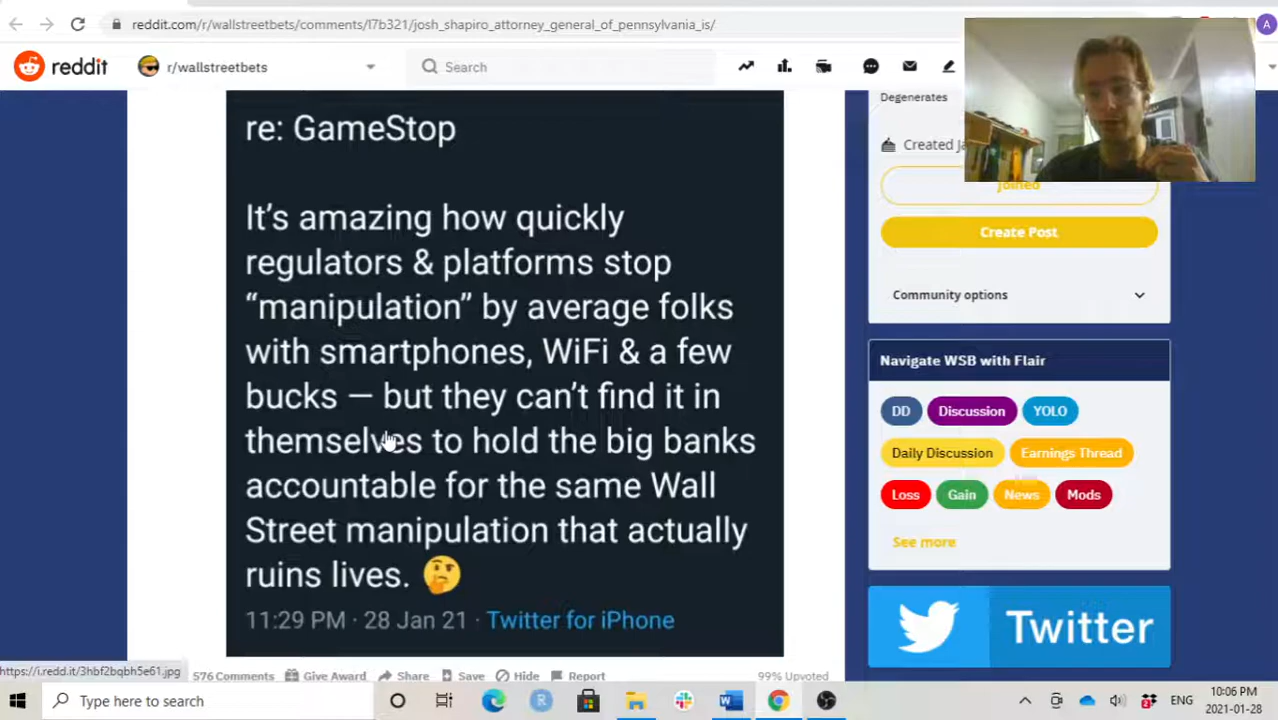 reddit.com/r/wallstreetbets/comments/l7b321/josh_shapiro_attorney_general_of_pennsylvania_is/
A
reddit
r/wallstreetbets
Search
re: GameStop
It's amazing how quickly
regulators & platforms stop
“manipulation” by average folks
with smartphones, WiFi & a few
bucks — but they can't find it in
themselves to hold the big banks
accountable for the same Wall
Street manipulation that actually
ruins lives. 🤔
11:29 PM · 28 Jan 21 · Twitter for iPhone
576 Comments
Give Award
Share
Save
Hide
Report
99% Upvoted
Degenerates
Created Ja
Joined
Create Post
Community options
Navigate WSB with Flair
DD
Discussion
YOLO
Daily Discussion
Earnings Thread
Loss
Gain
News
Mods
See more
Twitter
https://i.redd.it/3hbf2bqbh5e61.jpg
Type here to search
ENG
10:06 PM
2021-01-28